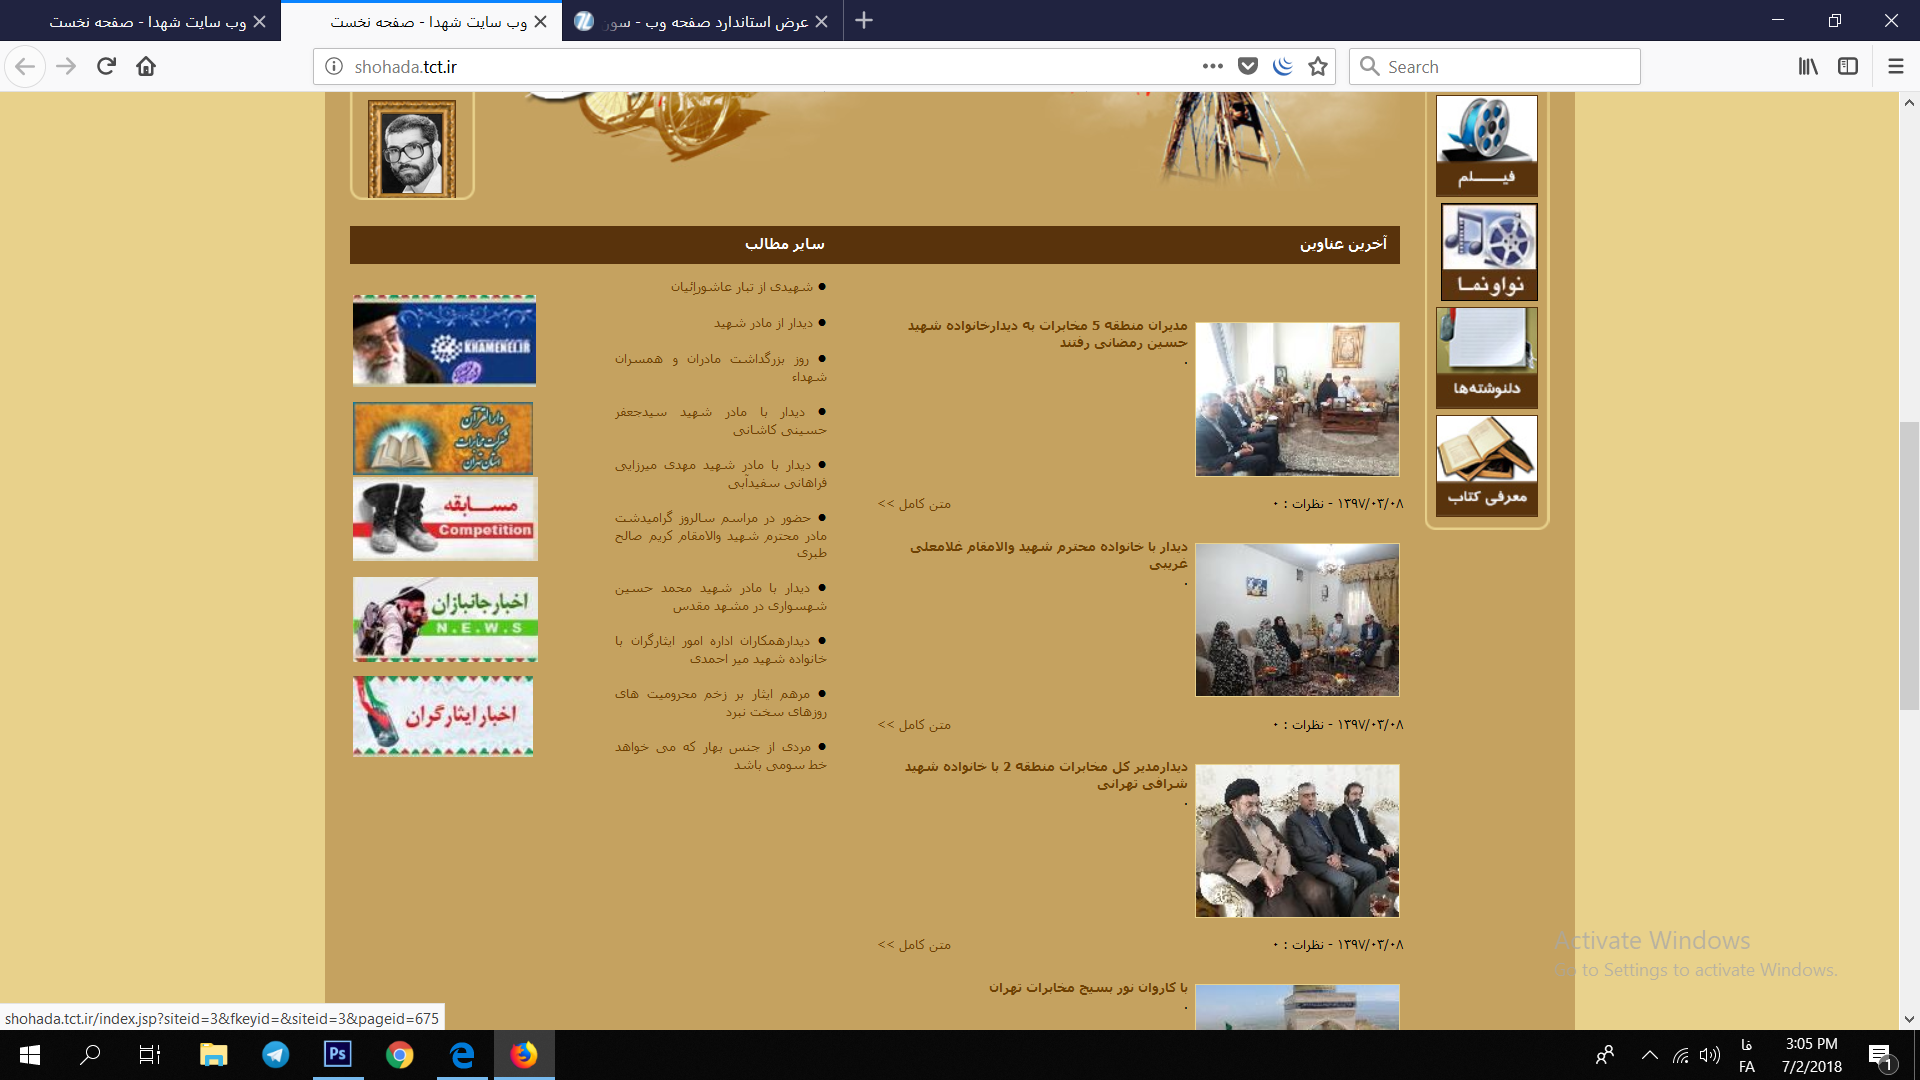 وب سایت شهدا - صفحه نخست
وب سایت شهدا - صفحه نخست
عرض استاندارد صفحه وب - سور
shohada.tct.ir
Search
فیـــلم
نواونما
دلنوشته‌ها
معرفی کتاب
آخرین عناوین
سایر مطالب
مدیران منطقه 5 مخابرات به دیدارخانواده شهید
حسین رمضانی رفتند
.
۱۳۹۷/۰۳/۰۸ - نظرات : ۰
متن کامل >>
دیدار با خانواده محترم شهید والامقام غلامعلی
غریبی
.
۱۳۹۷/۰۳/۰۸ - نظرات : ۰
متن کامل >>
دیدارمدیر کل مخابرات منطقه 2 با خانواده شهید
شرافی تهرانی
.
۱۳۹۷/۰۳/۰۸ - نظرات : ۰
متن کامل >>
با کاروان نور بسیج مخابرات تهران
.
● شهیدی از تبار عاشورائیان
● دیدار از مادر شهید
● روز بزرگداشت مادران و همسران
شهداء
● دیدار با مادر شهید سیدجعفر
حسینی کاشانی
● دیدار با مادر شهید مهدی میرزایی
فراهانی سفیدآبی
● حضور در مراسم سالروز گرامیدشت
مادر محترم شهید والامقام کریم صالح
طبری
● دیدار با مادر شهید محمد حسین
شهسواری در مشهد مقدس
● دیدارهمکاران اداره امور ایثارگران با
خانواده شهید میر احمدی
● مرهم ایثار بر زخم محرومیت های
روزهای سخت نبرد
● مردی از جنس بهار که می خواهد
خط سومی باشد
KHAMENEI.IR
دارالقرآن
شرکت مخابرات
استان تهران
مســابقه
Competition
اخبارجانبازان
N.E.W.S
اخبارایثارگران
Activate Windows
Go to Settings to activate Windows.
shohada.tct.ir/index.jsp?siteid=3&fkeyid=&siteid=3&pageid=675
Ps
فا
FA
3:05 PM
7/2/2018
1